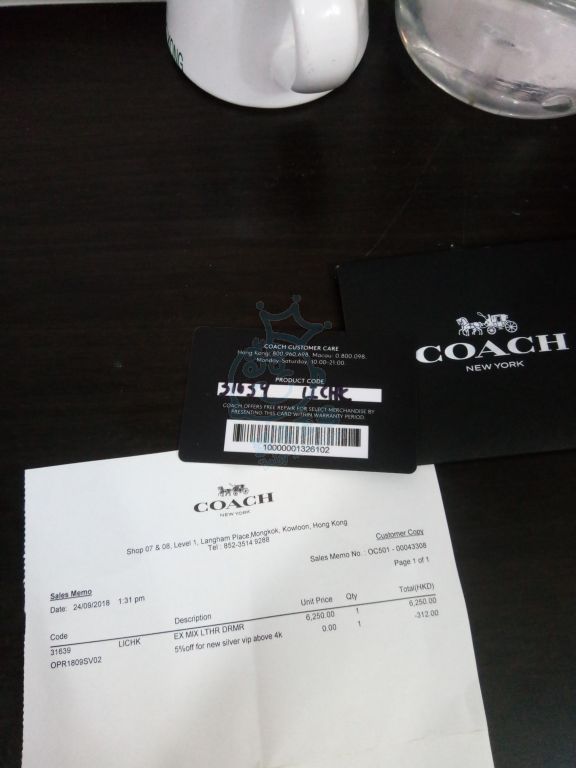 COACH
NEW YORK
COACH CUSTOMER CARE
Hong Kong: 800.960.698, Macau: 0.800.098,
Monday-Saturday, 10:00-21:00.
PRODUCT CODE
31639 LICHK
COACH OFFERS FREE REPAIR FOR SELECT MERCHANDISE BY
PRESENTING THIS CARD WITHIN WARRANTY PERIOD.
10000001326102
COACH
NEW YORK
Shop 07 & 08, Level 1, Langham Place,Mongkok, Kowloon, Hong Kong
Tel : 852-3514 9288
Customer Copy
Sales Memo No. : OC501 - 00043308
Page 1 of 1
Sales Memo
Date: 24/09/2018 1:31 pm
Code Description Unit Price Qty Total(HKD)
31639 LICHK EX MIX LTHR DRMR 6,250.00 1 6,250.00
OPR1809SV02 5%off for new silver vip above 4k 0.00 1 -312.00